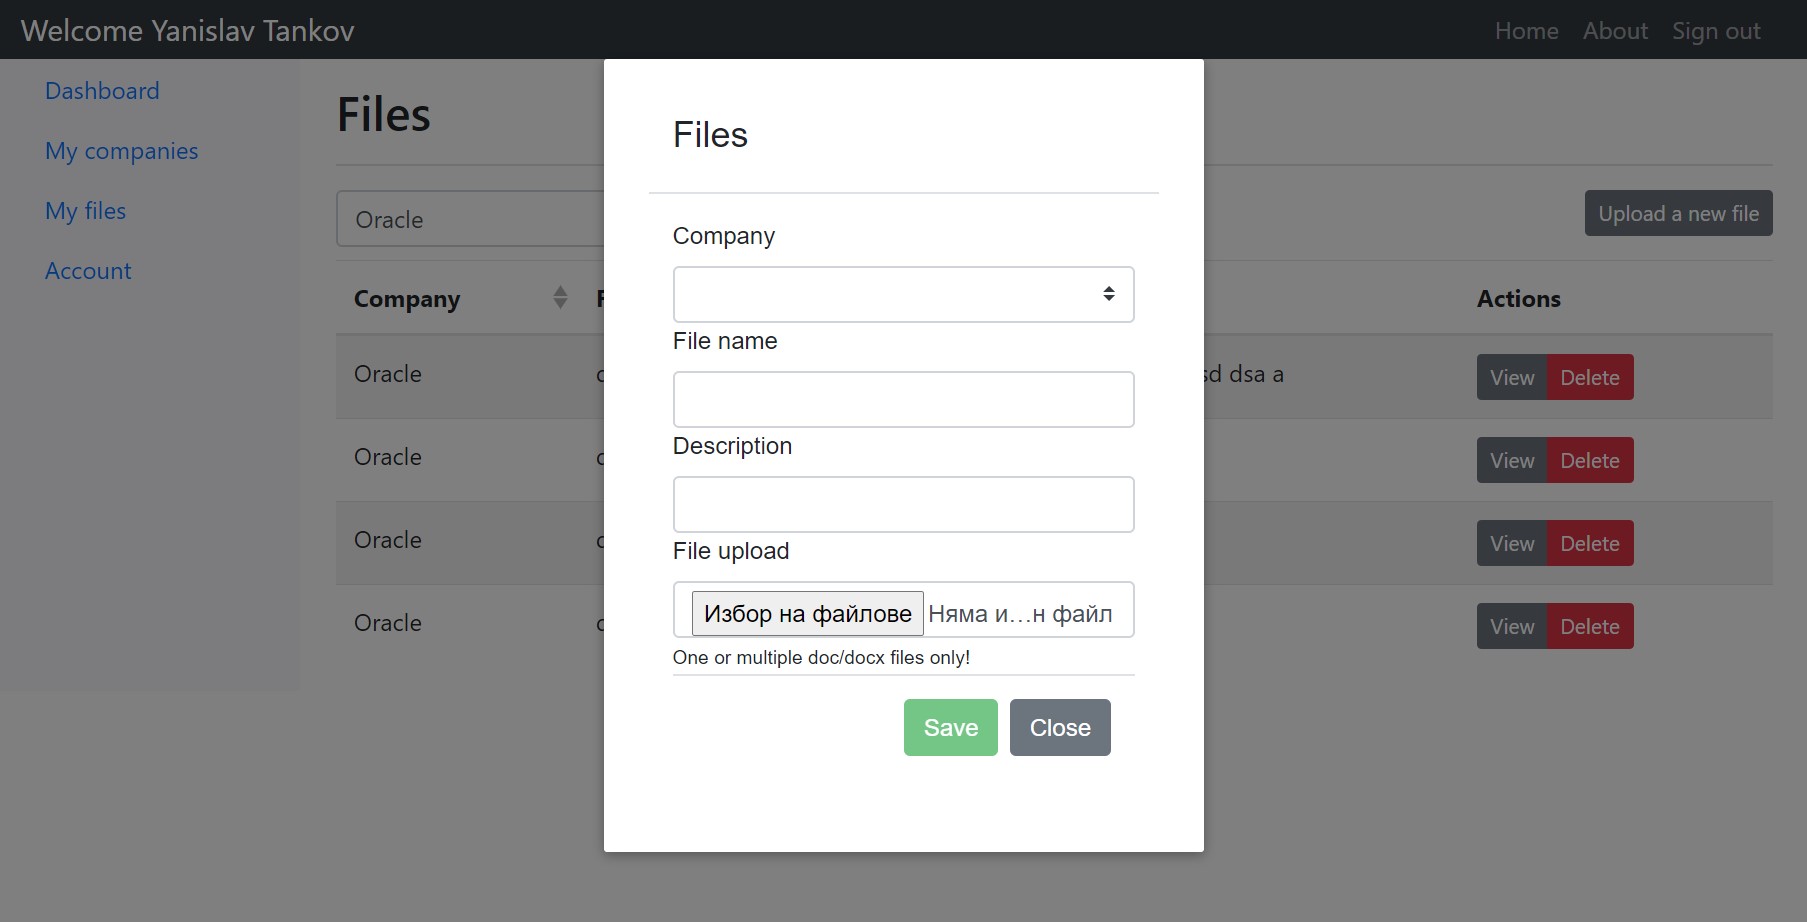 Welcome Yanislav Tankov
Home About Sign out
Dashboard
My companies
My files
Account
Files
Oracle
Upload a new file
Company
Actions
Oracle
sd dsa a
View Delete
Oracle
View Delete
Oracle
View Delete
Oracle
View Delete
Files
Company
File name
Description
File upload
Избор на файлове Няма и...н файл
One or multiple doc/docx files only!
Save Close